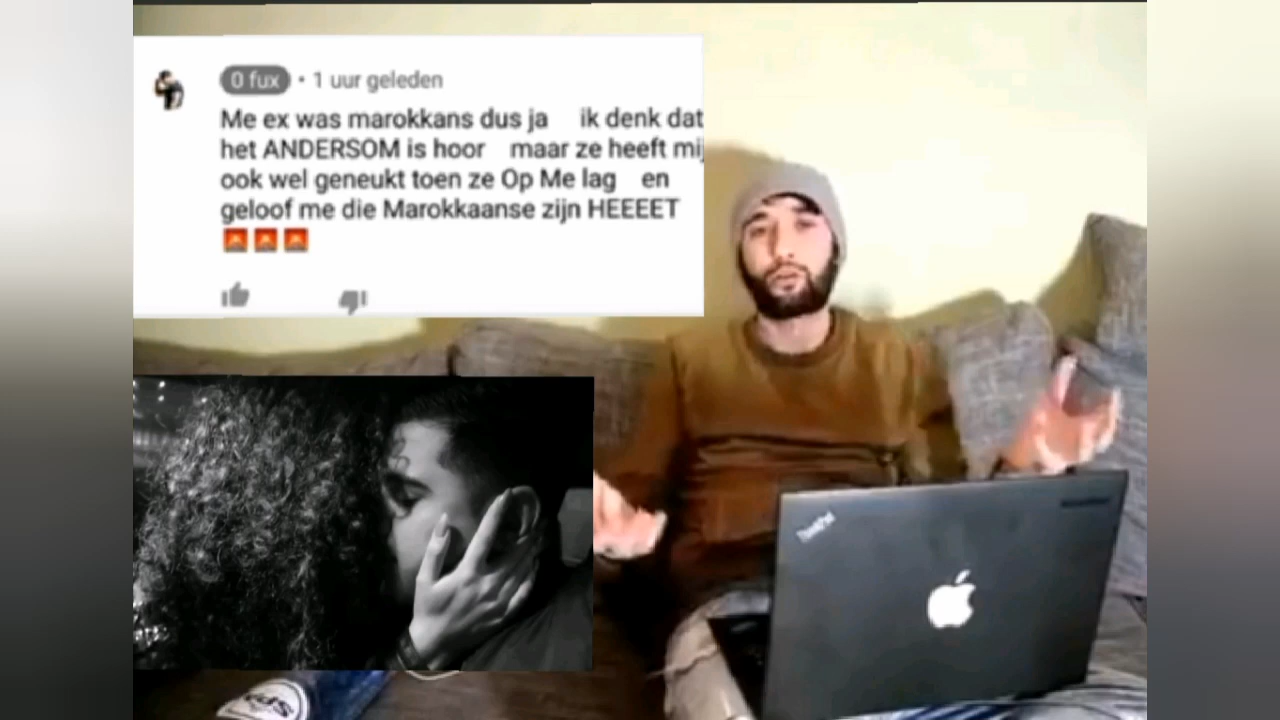 0 fux • 1 uur geleden
Me ex was marokkans dus ja ik denk dat
het ANDERSOM is hoor maar ze heeft mij
ook wel geneukt toen ze Op Me lag en
geloof me die Marokkaanse zijn HEEEET
🌅🌅🌅
ThinkPad